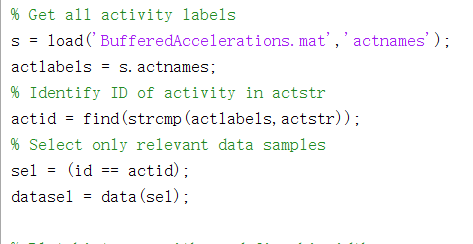 % Get all activity labels
s = load('BufferedAccelerations.mat','actnames');
actlabels = s.actnames;
% Identify ID of activity in actstr
actid = find(strcmp(actlabels,actstr));
% Select only relevant data samples
sel = (id == actid);
datasel = data(sel);